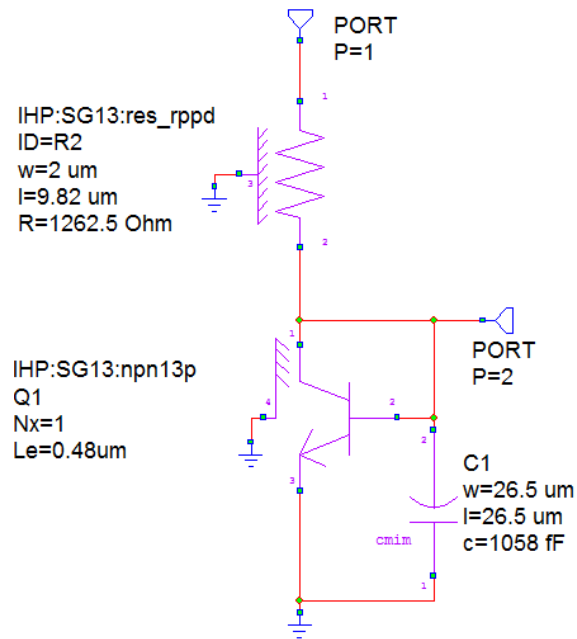 PORT
P=1
1
IHP:SG13:res_rppd
ID=R2
w=2 um
l=9.82 um
R=1262.5 Ohm
3
2
1
PORT
P=2
IHP:SG13:npn13p
Q1
Nx=1
Le=0.48um
4
2
2
3
C1
w=26.5 um
l=26.5 um
c=1058 fF
cmim
1